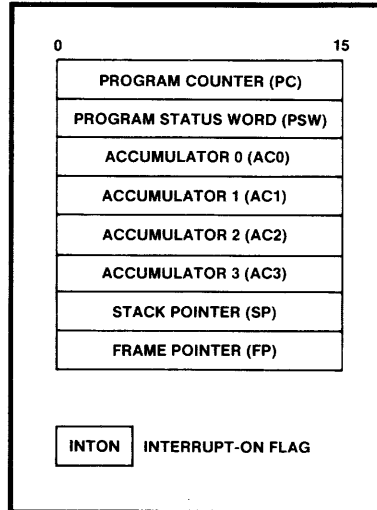 0 15
PROGRAM COUNTER (PC)
PROGRAM STATUS WORD (PSW)
ACCUMULATOR 0 (AC0)
ACCUMULATOR 1 (AC1)
ACCUMULATOR 2 (AC2)
ACCUMULATOR 3 (AC3)
STACK POINTER (SP)
FRAME POINTER (FP)
INTON INTERRUPT-ON FLAG